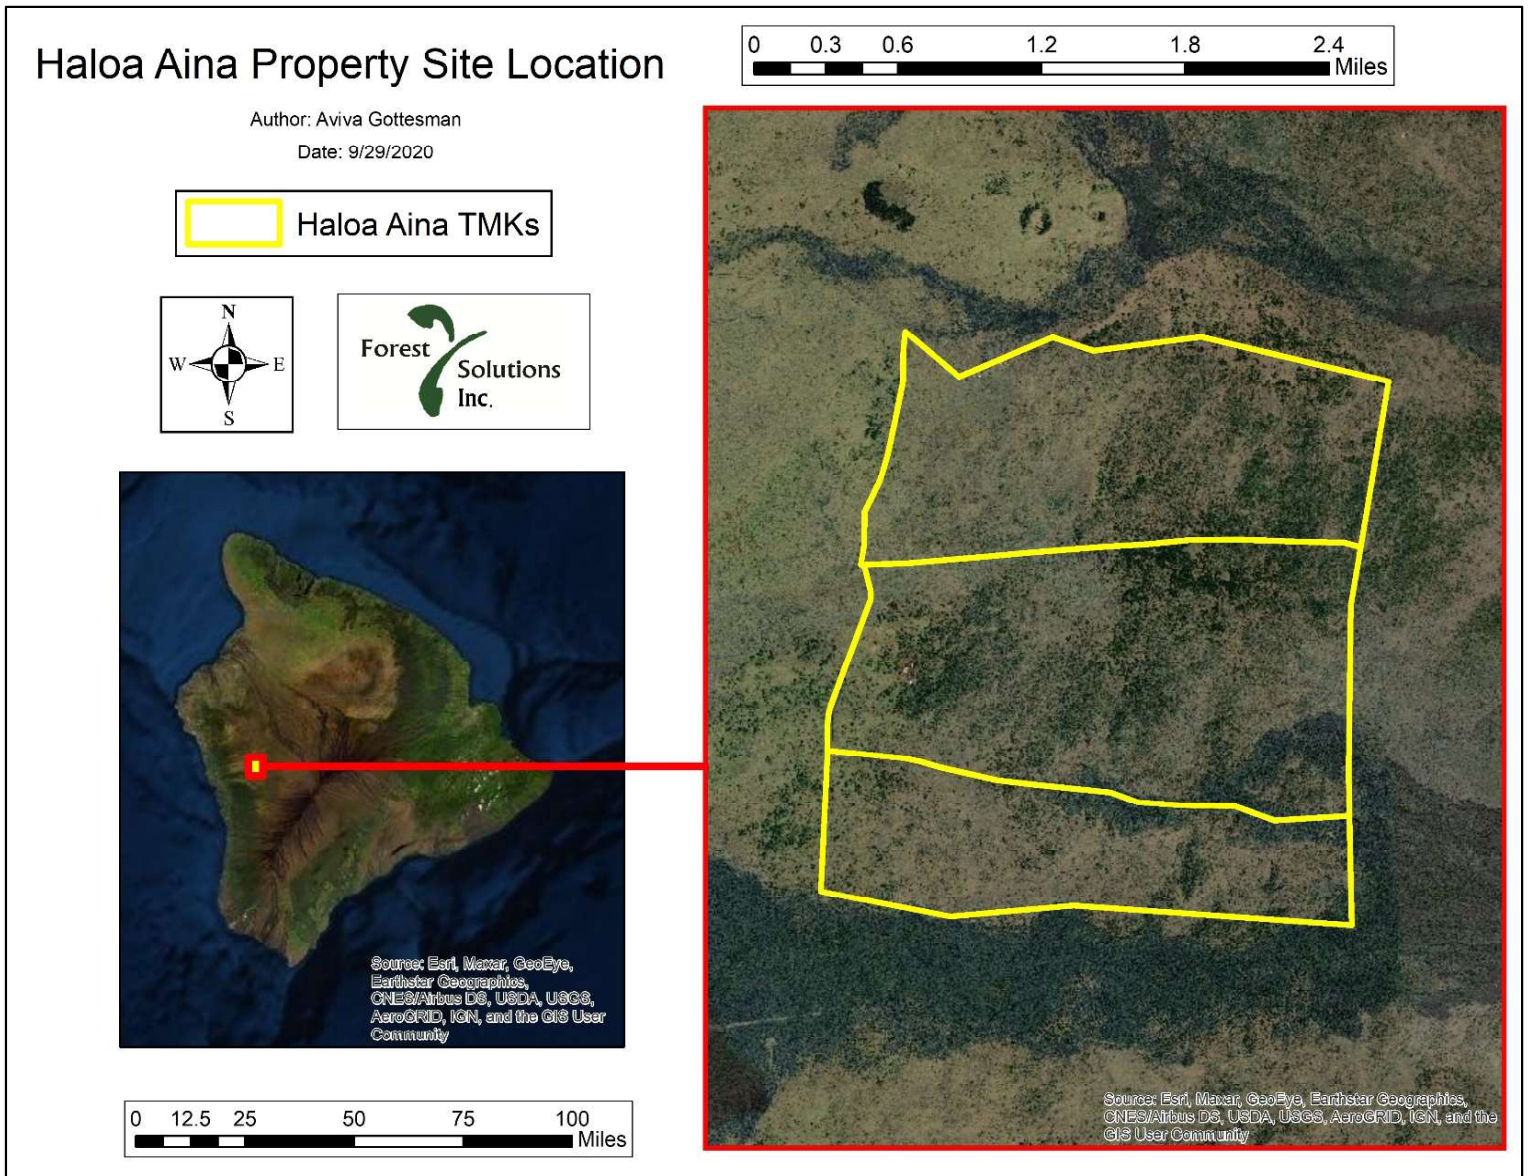 Haloa Aina Property Site Location
Author: Aviva Gottesman
Date: 9/29/2020
Haloa Aina TMKs
N
W E
S
Forest
Solutions
Inc.
0 0.3 0.6 1.2 1.8 2.4
Miles
Source: Esri, Maxar, GeoEye,
Earthstar Geographics,
CNES/Airbus DS, USDA, USGS,
AeroGRID, IGN, and the GIS User
Community
0 12.5 25 50 75 100
Miles
Source: Esri, Maxar, GeoEye, Earthstar Geographics,
CNES/Airbus DS, USDA, USGS, AeroGRID, IGN, and the
GIS User Community